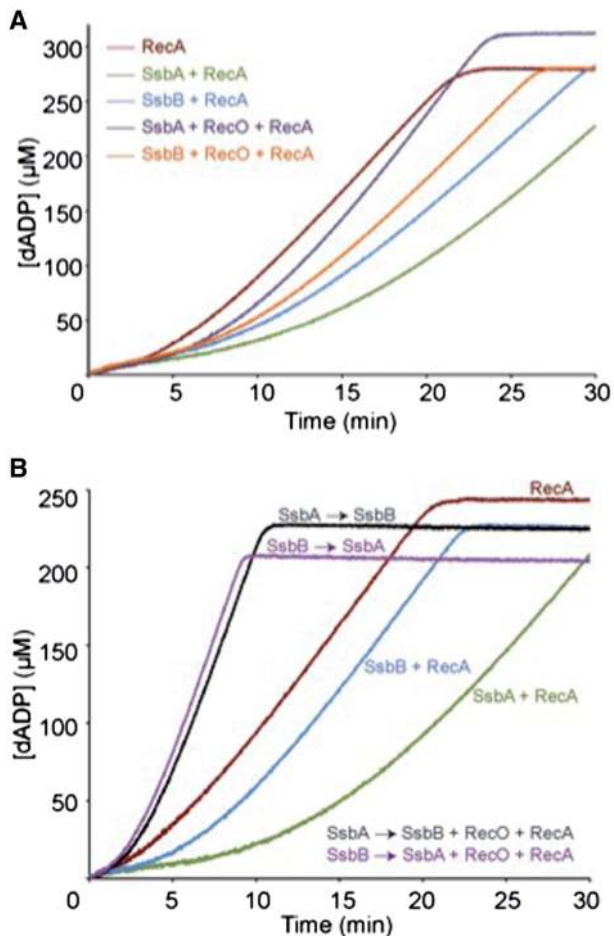 A
300
250
200
150
100
50
0
5
10
15
20
25
30
[dADP] (μM)
Time (min)
RecA
SsbA + RecA
SsbB + RecA
SsbA + RecO + RecA
SsbB + RecO + RecA
B
250
200
150
100
50
0
5
10
15
20
25
30
[dADP] (μM)
Time (min)
RecA
SsbA → SsbB
SsbB → SsbA
SsbB + RecA
SsbA + RecA
SsbA → SsbB + RecO + RecA
SsbB → SsbA + RecO + RecA